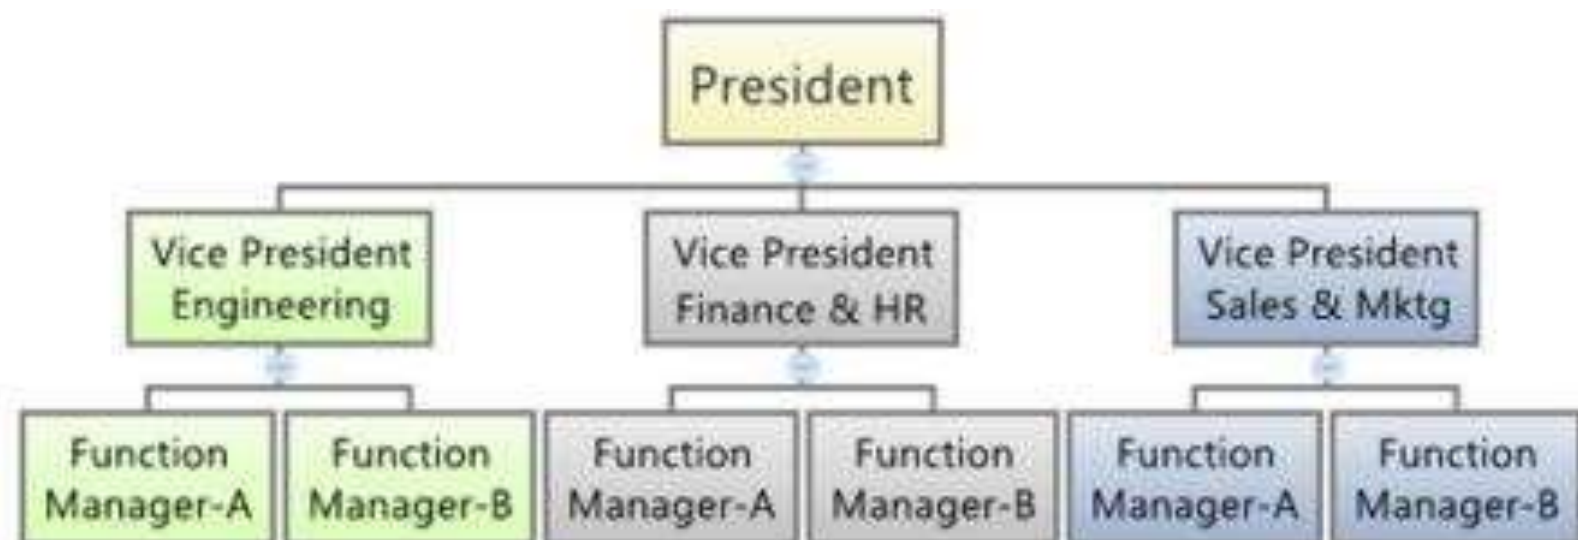 President
Vice President
Engineering
Vice President
Finance & HR
Vice President
Sales & Mktg
Function
Manager-A
Function
Manager-B
Function
Manager-A
Function
Manager-B
Function
Manager-A
Function
Manager-B